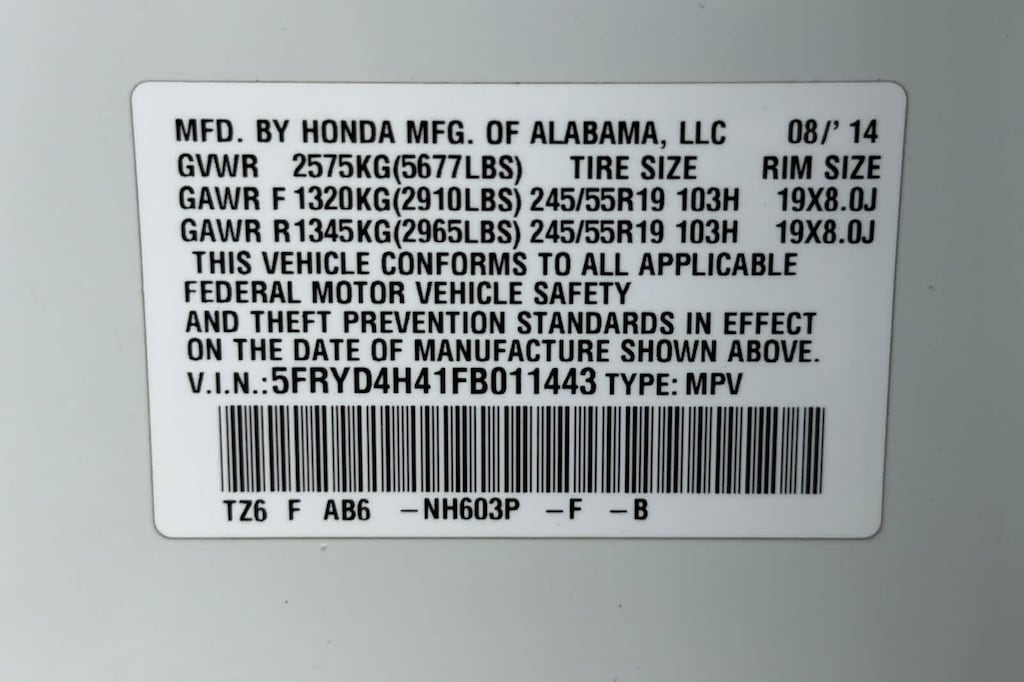 MFD. BY HONDA MFG. OF ALABAMA, LLC 08/' 14
GVWR 2575KG(5677LBS) TIRE SIZE RIM SIZE
GAWR F 1320KG(2910LBS) 245/55R19 103H 19X8.0J
GAWR R 1345KG(2965LBS) 245/55R19 103H 19X8.0J
THIS VEHICLE CONFORMS TO ALL APPLICABLE
FEDERAL MOTOR VEHICLE SAFETY
AND THEFT PREVENTION STANDARDS IN EFFECT
ON THE DATE OF MANUFACTURE SHOWN ABOVE.
V.I.N.: 5FRYD4H41FB011443 TYPE: MPV
TZ6 F AB6 -NH603P -F -B